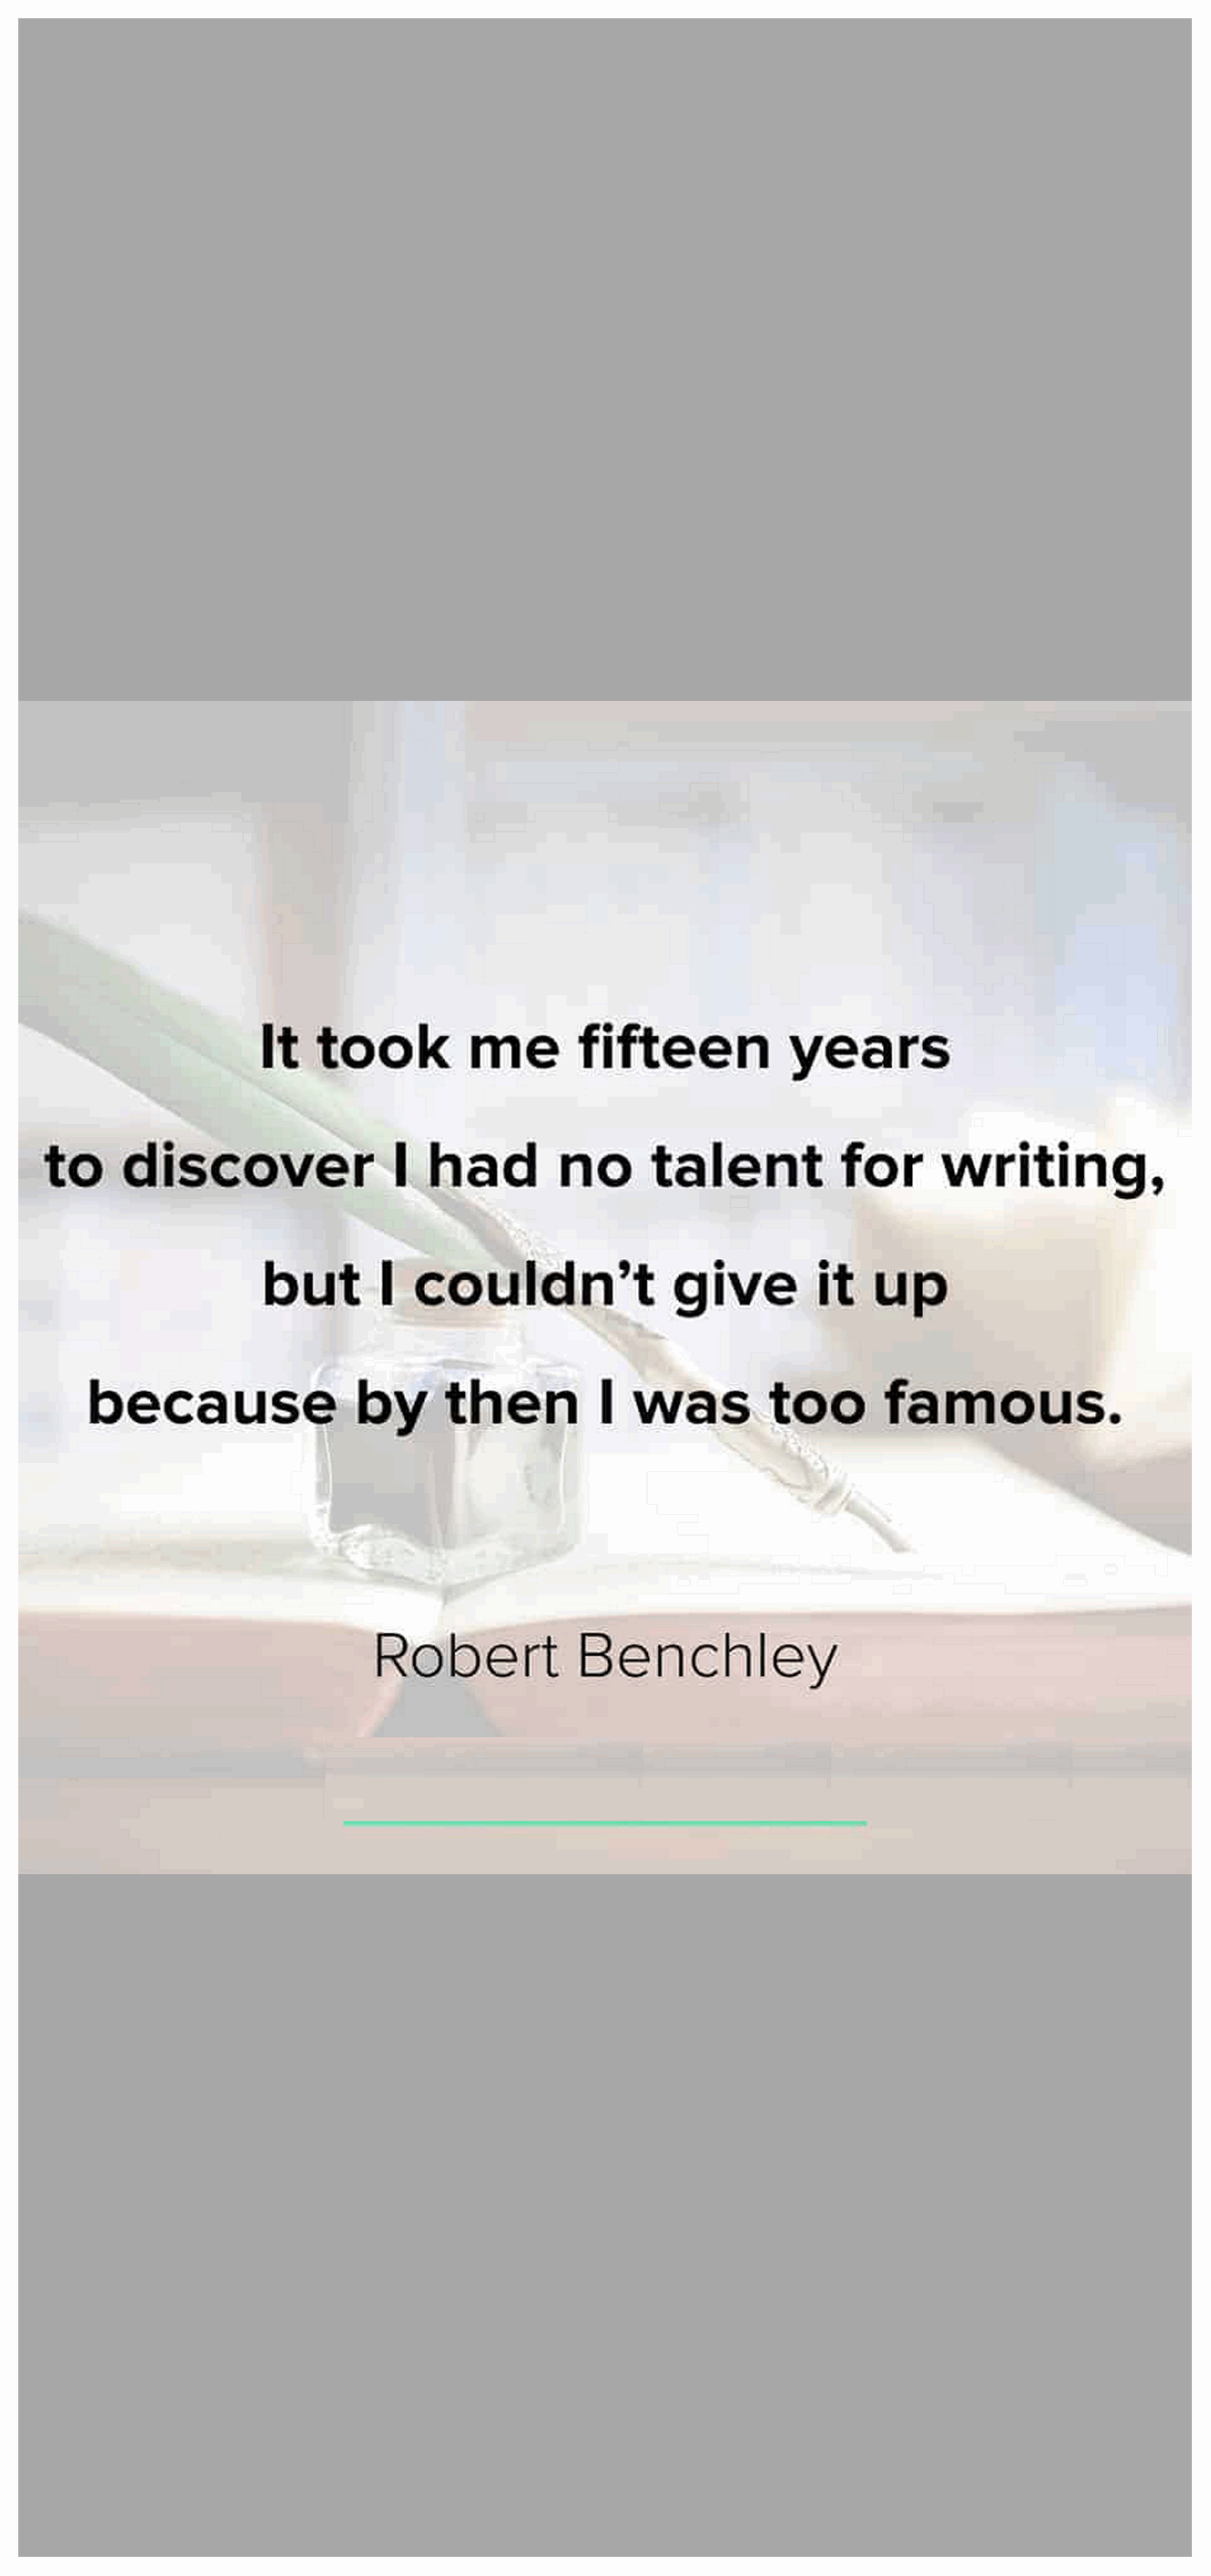 It took me fifteen years
to discover I had no talent for writing,
but I couldn’t give it up
because by then I was too famous.
Robert Benchley